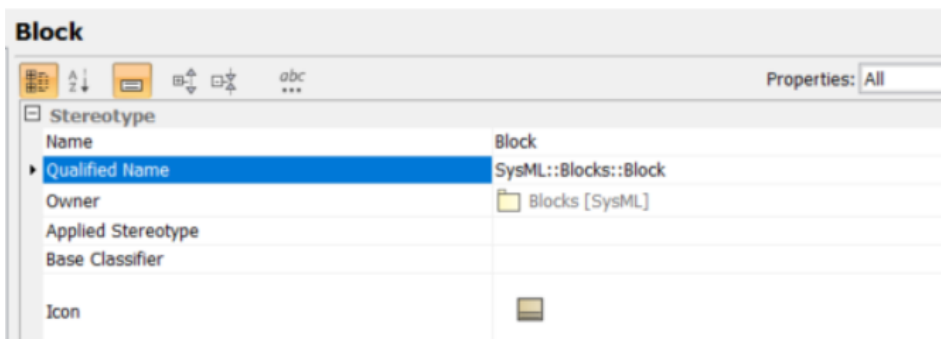 Block
A
Z
abc
Properties: All
Stereotype
Name Block
Qualified Name SysML::Blocks::Block
Owner Blocks [SysML]
Applied Stereotype
Base Classifier
Icon